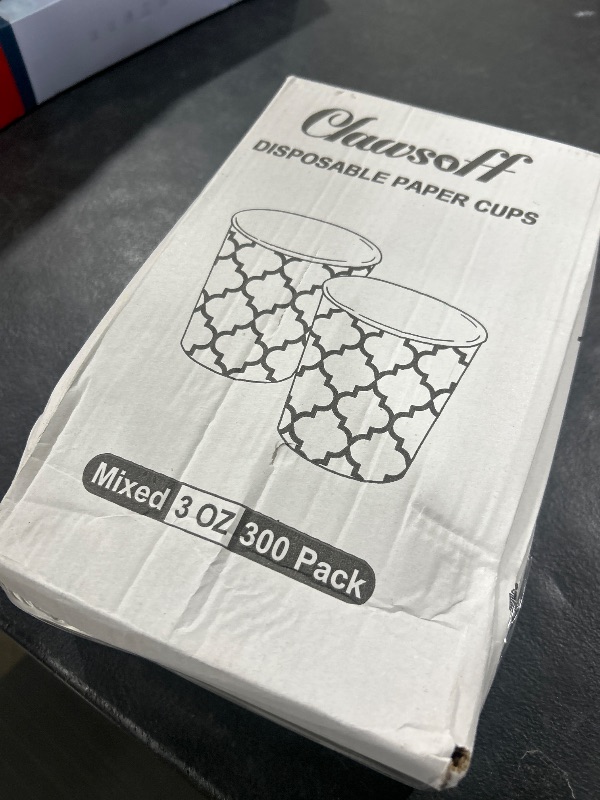 Clawsoff
DISPOSABLE PAPER CUPS
Mixed 3 OZ 300 Pack